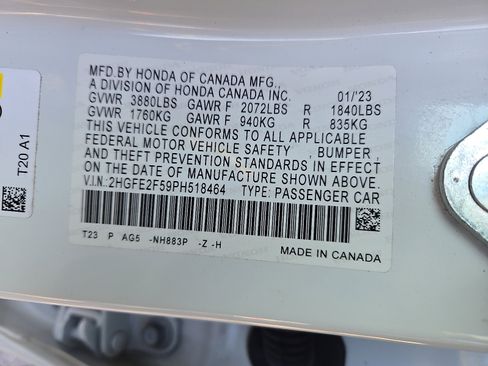 MFD.BY HONDA OF CANADA MFG.,
A DIVISION OF HONDA CANADA INC. 01/'23
GVWR 3880LBS GAWR F 2072LBS R 1840LBS
GVWR 1760KG GAWR F 940KG R 835KG
THIS VEHICLE CONFORMS TO ALL APPLICABLE
FEDERAL MOTOR VEHICLE SAFETY , BUMPER ,
AND THEFT PREVENTION STANDARDS IN EFFECT
ON THE DATE OF MANUFACTURE SHOWN ABOVE.
V.I.N.:2HGFE2F59PH518464 TYPE: PASSENGER CAR
T23 P AG5 -NH883P -Z -H
MADE IN CANADA
T20 A1